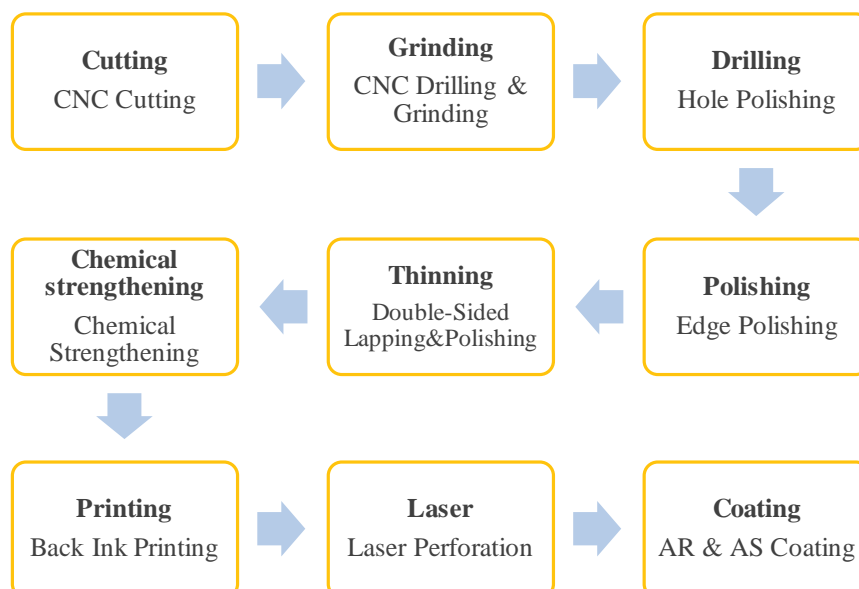 Cutting
CNC Cutting
Grinding
CNC Drilling &
Grinding
Drilling
Hole Polishing
Polishing
Edge Polishing
Thinning
Double-Sided
Lapping&Polishing
Chemical
strengthening
Chemical
Strengthening
Printing
Back Ink Printing
Laser
Laser Perforation
Coating
AR & AS Coating